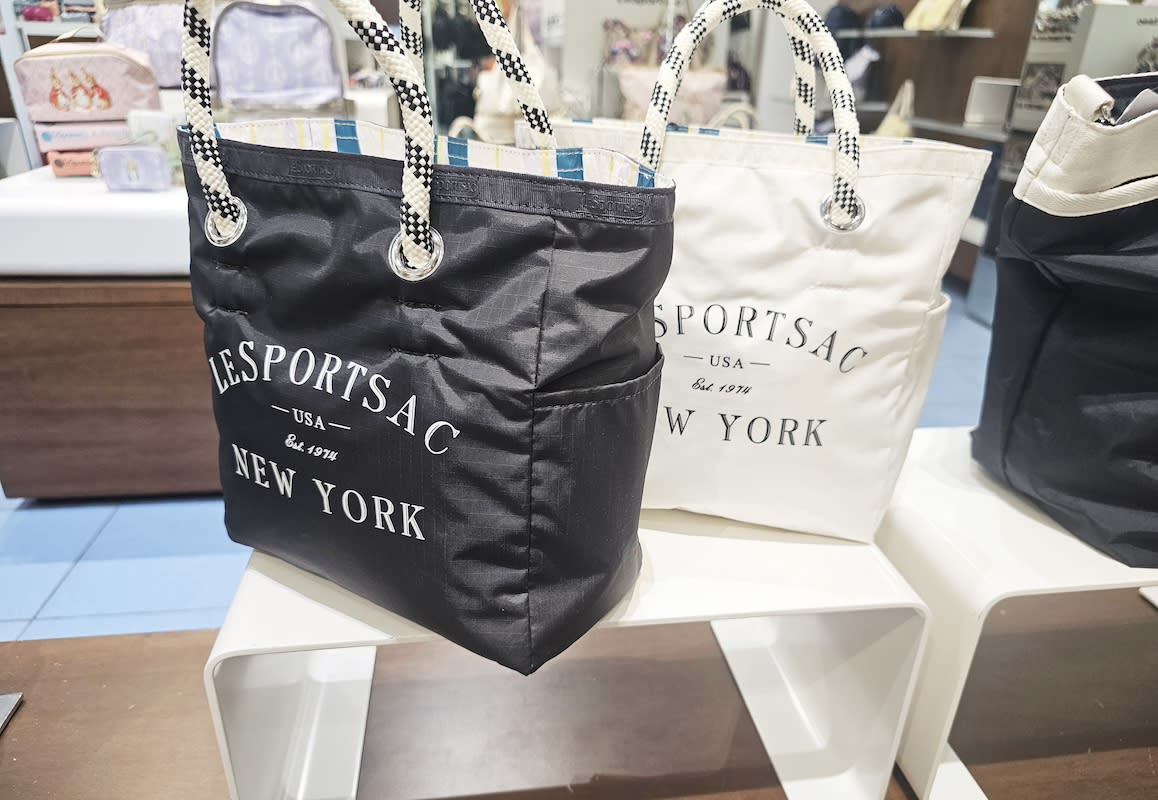 LESPORTSAC
— USA —
Est. 1974
NEW YORK
SPORTSAC
— USA —
Est. 1974
W YORK